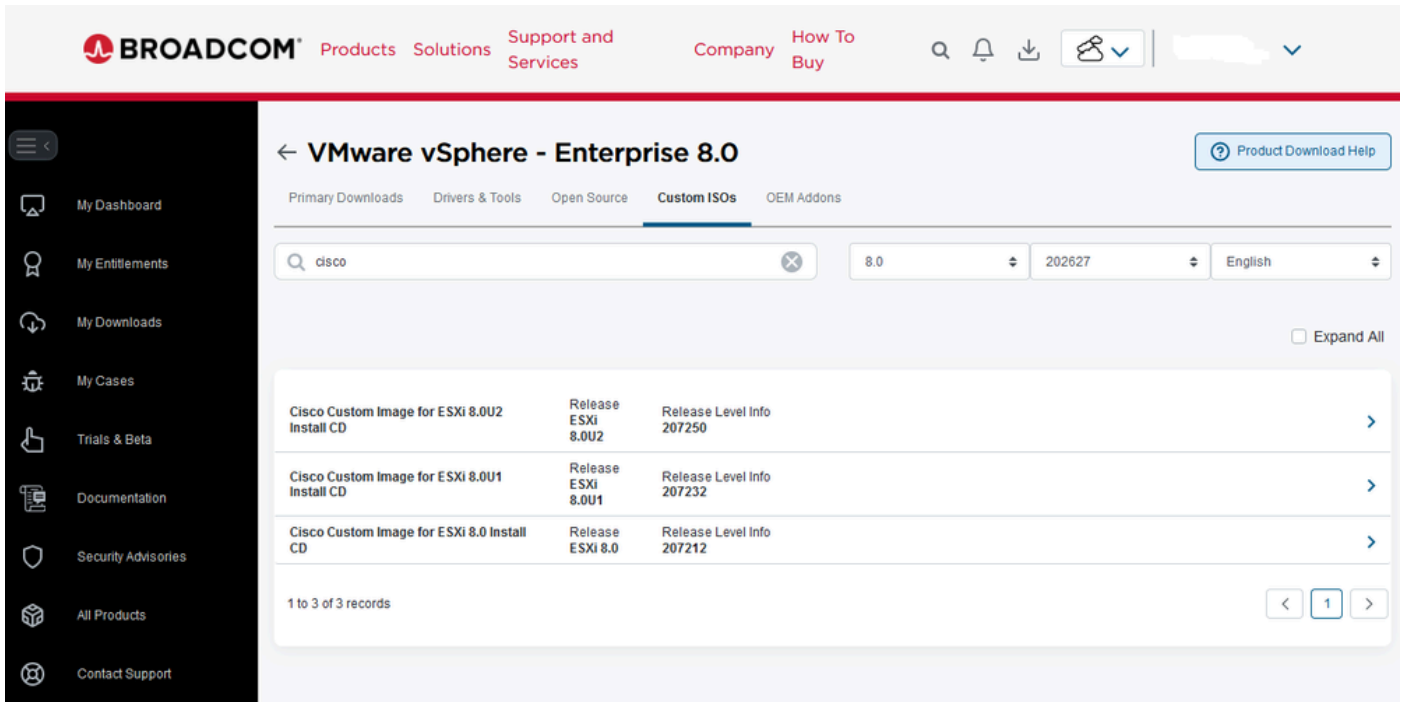 BROADCOM®
Products
Solutions
Support and
Services
Company
How To
Buy
VMware vSphere - Enterprise 8.0
Product Download Help
Primary Downloads
Drivers & Tools
Open Source
Custom ISOs
OEM Addons
cisco
8.0
202627
English
Expand All
My Dashboard
My Entitlements
My Downloads
My Cases
Trials & Beta
Documentation
Security Advisories
All Products
Contact Support
Cisco Custom Image for ESXi 8.0U2
Install CD
Release
ESXi
8.0U2
Release Level Info
207250
Cisco Custom Image for ESXi 8.0U1
Install CD
Release
ESXi
8.0U1
Release Level Info
207232
Cisco Custom Image for ESXi 8.0 Install
CD
Release
ESXi 8.0
Release Level Info
207212
1 to 3 of 3 records
1